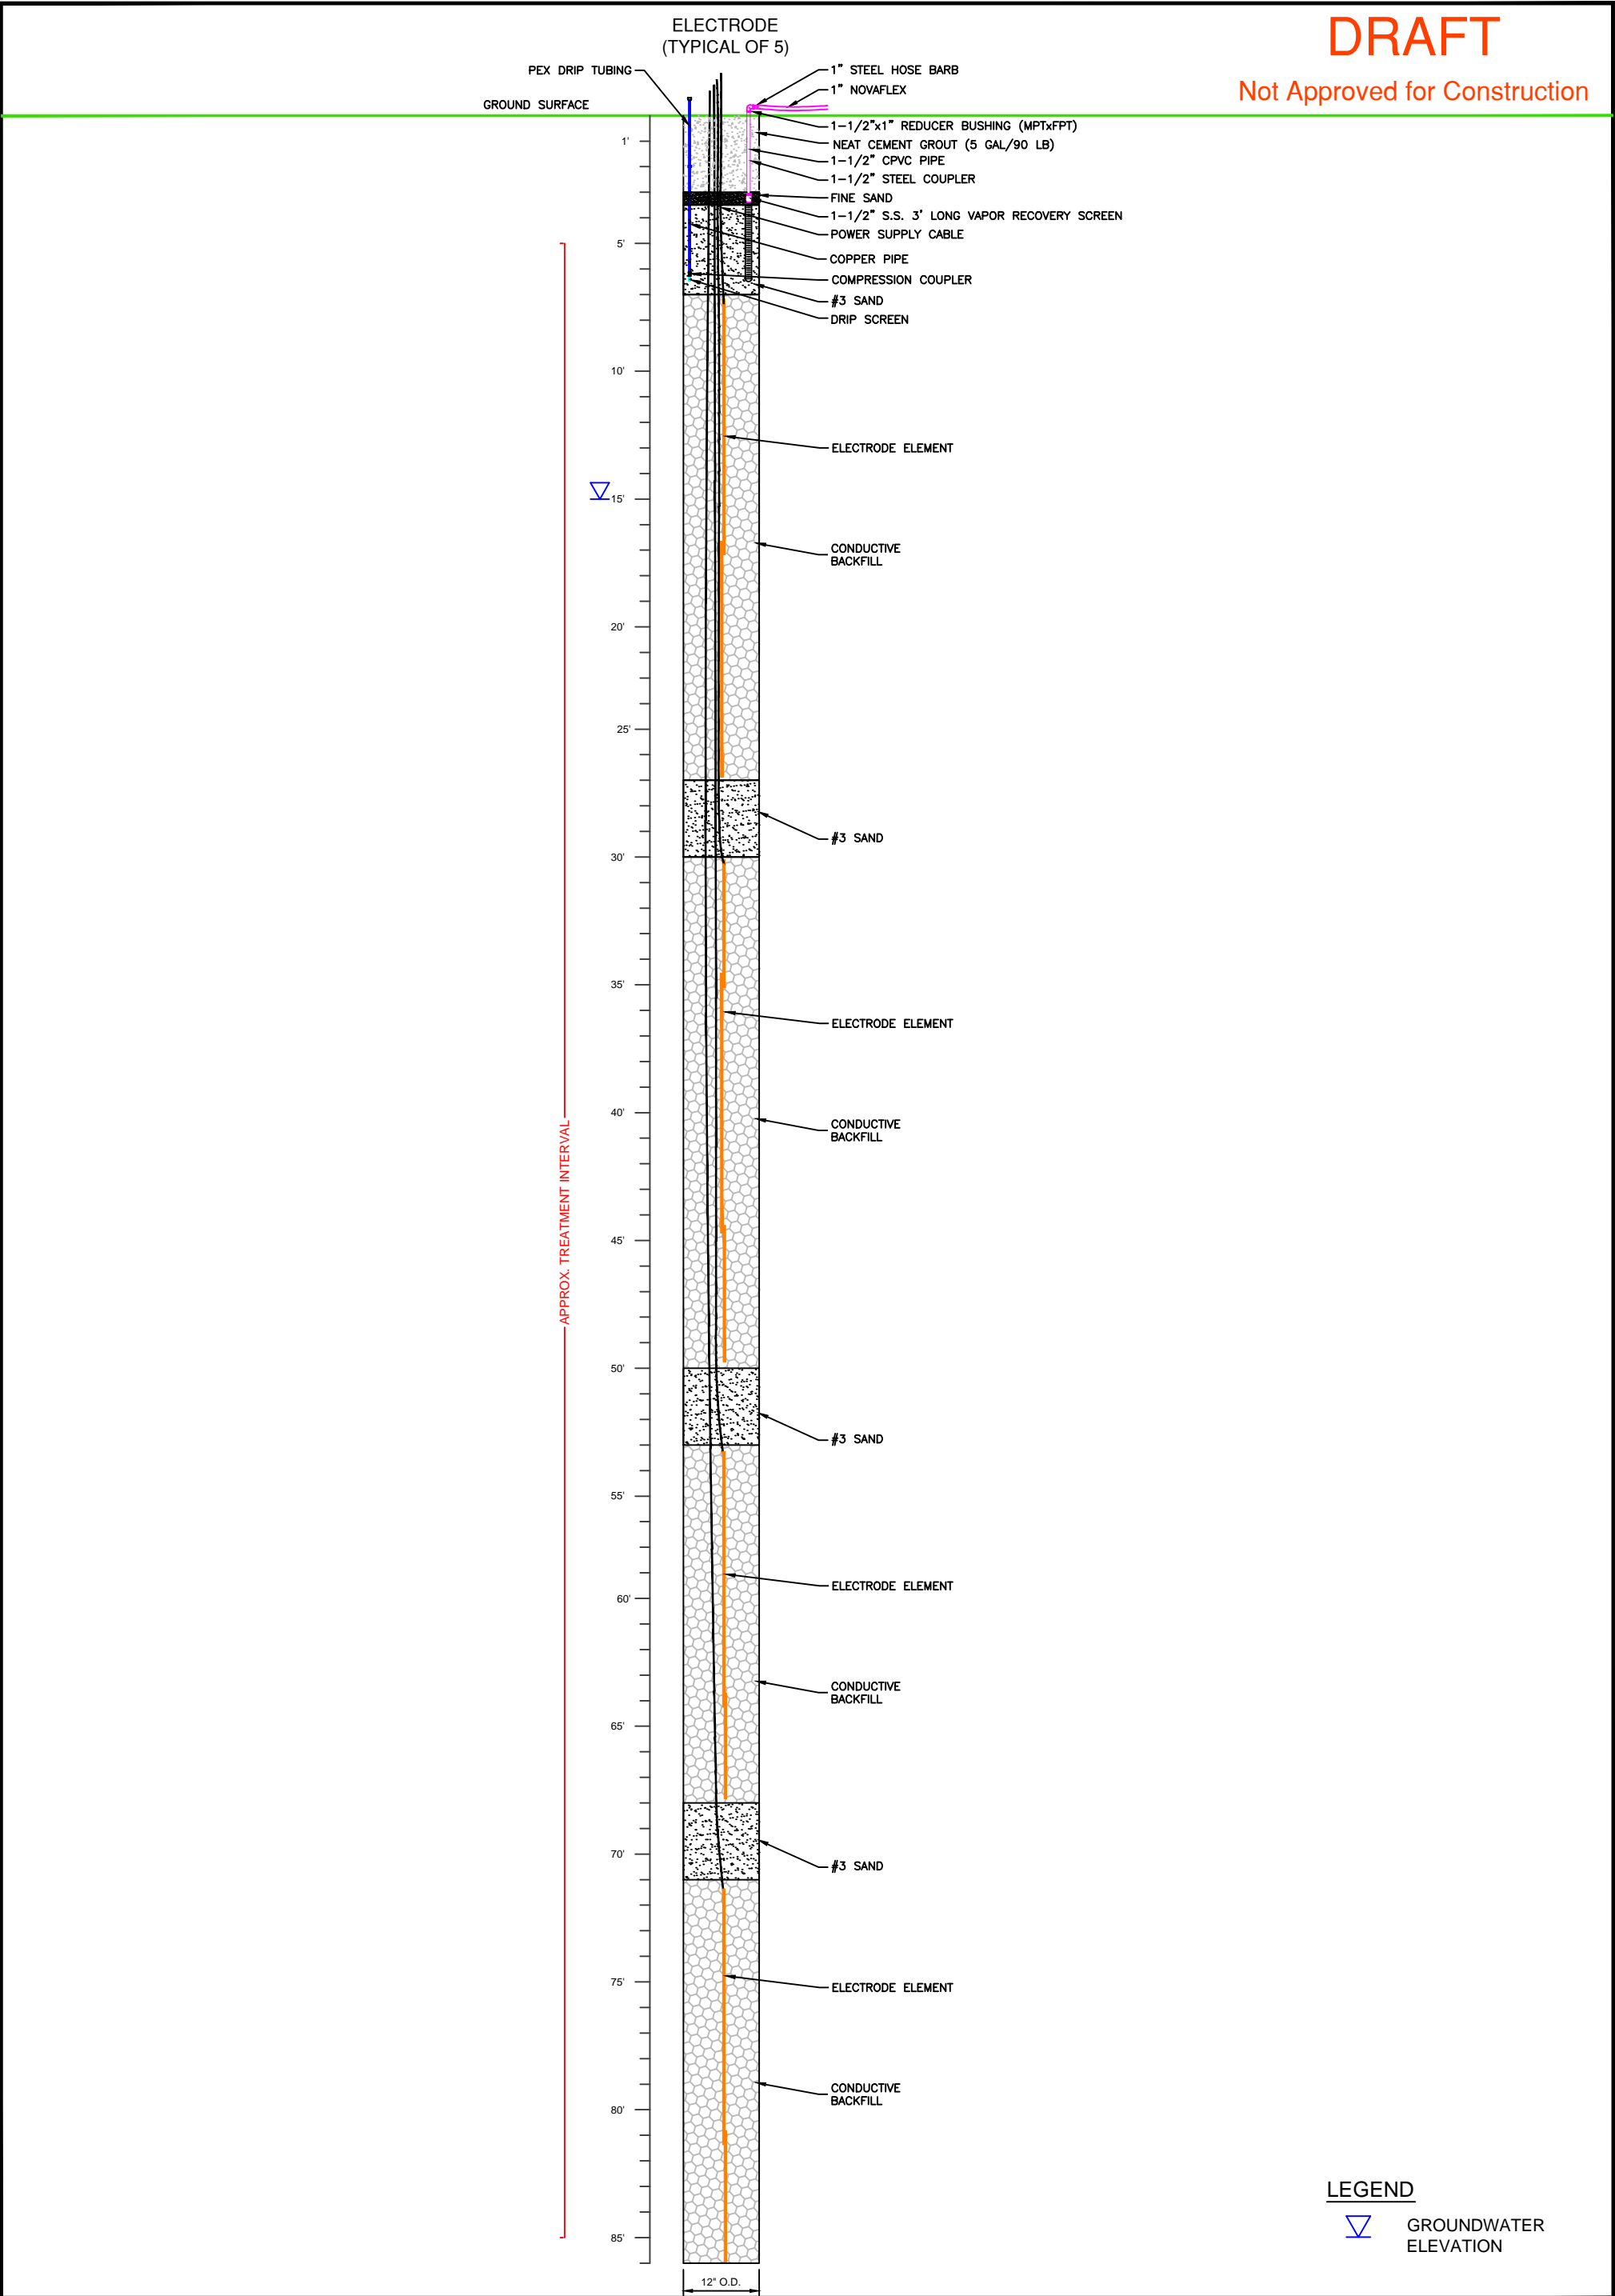 ELECTRODE
(TYPICAL OF 5)
DRAFT
Not Approved for Construction
PEX DRIP TUBING
GROUND SURFACE
1" STEEL HOSE BARB
1" NOVAFLEX
1-1/2"x1" REDUCER BUSHING (MPTxFPT)
NEAT CEMENT GROUT (5 GAL/90 LB)
1-1/2" CPVC PIPE
1-1/2" STEEL COUPLER
FINE SAND
1-1/2" S.S. 3' LONG VAPOR RECOVERY SCREEN
POWER SUPPLY CABLE
COPPER PIPE
COMPRESSION COUPLER
#3 SAND
DRIP SCREEN
1'
5'
10'
ELECTRODE ELEMENT
15'
CONDUCTIVE
BACKFILL
20'
25'
#3 SAND
30'
35'
ELECTRODE ELEMENT
40'
CONDUCTIVE
BACKFILL
APPROX. TREATMENT INTERVAL
45'
50'
#3 SAND
55'
ELECTRODE ELEMENT
60'
CONDUCTIVE
BACKFILL
65'
70'
#3 SAND
75'
ELECTRODE ELEMENT
80'
CONDUCTIVE
BACKFILL
85'
12" O.D.
LEGEND
GROUNDWATER
ELEVATION